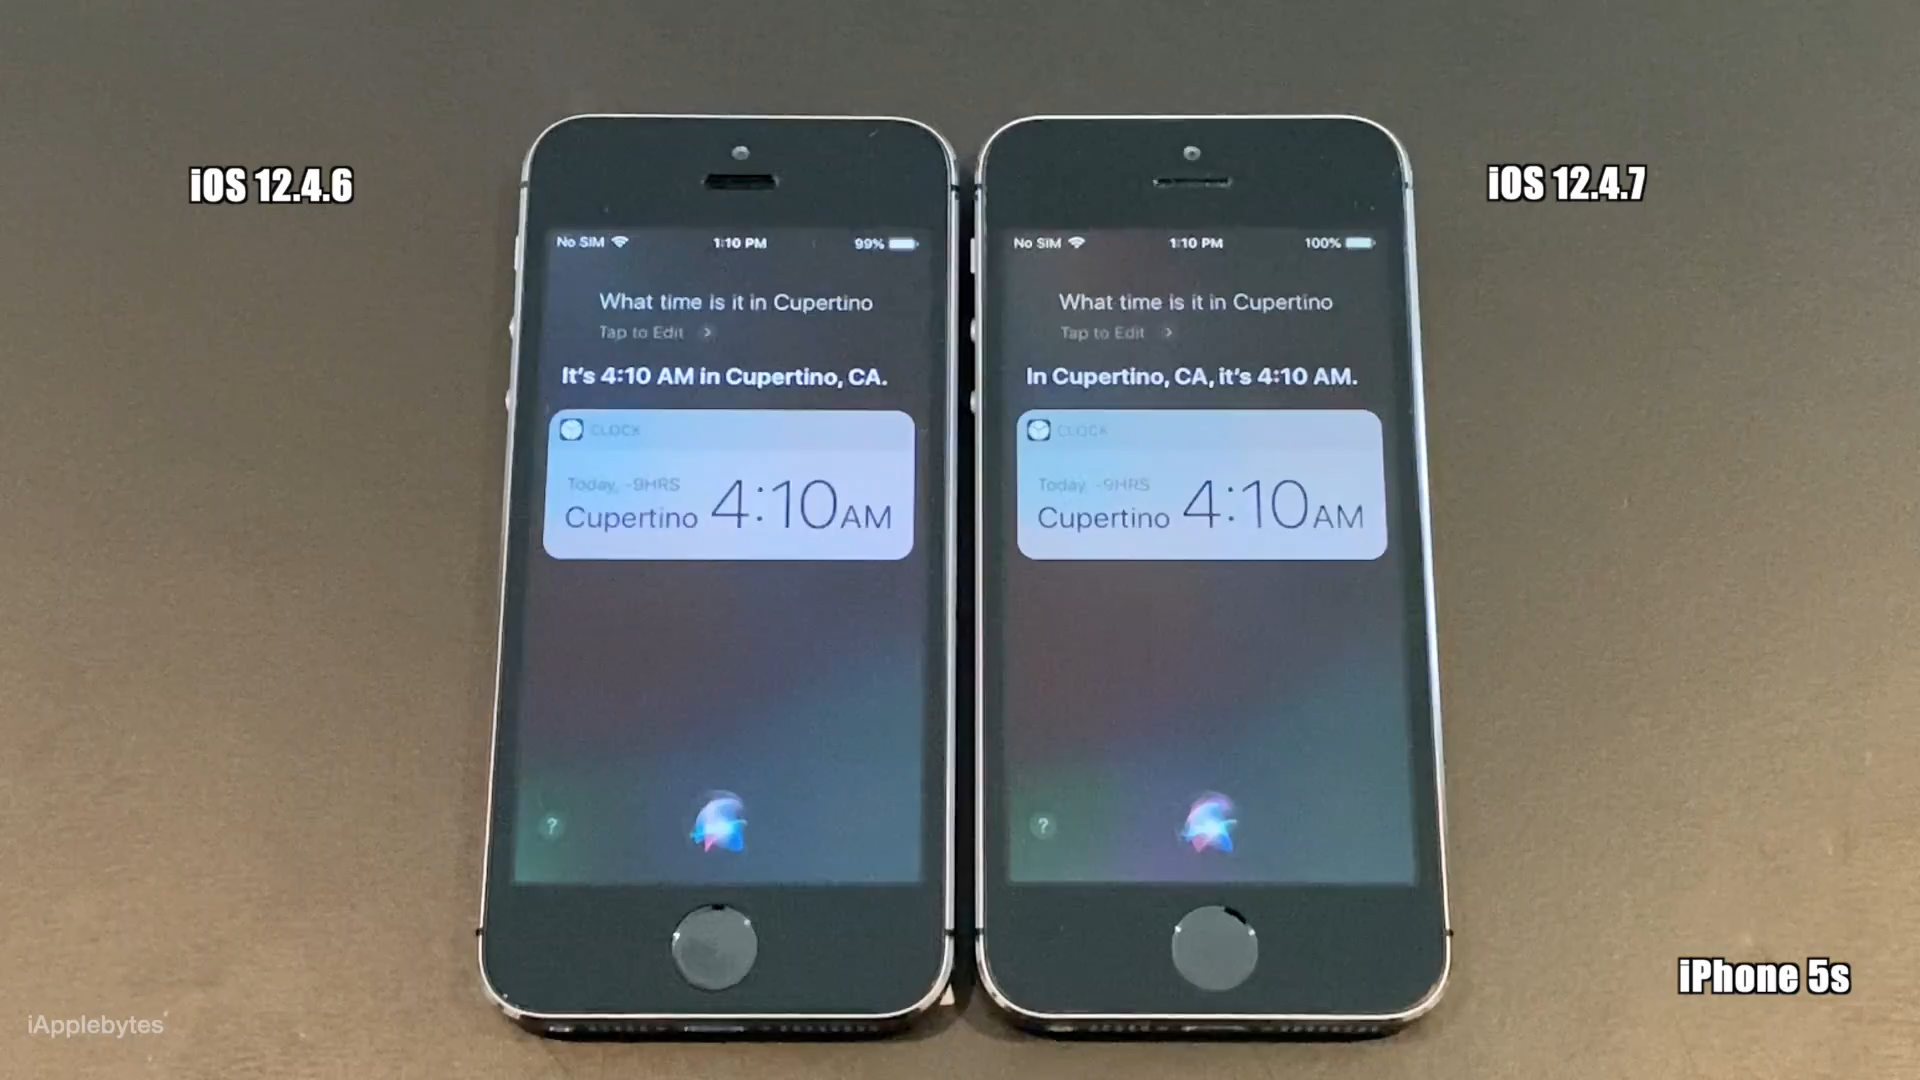 iOS 12.4.6
iOS 12.4.7
No SIM 1:10 PM 99%
What time is it in Cupertino
Tap to Edit
It's 4:10 AM in Cupertino, CA.
CLOCK
Today, -9HRS
Cupertino 4:10AM
?
No SIM 1:10 PM 100%
What time is it in Cupertino
Tap to Edit
In Cupertino, CA, it's 4:10 AM.
CLOCK
Today, -9HRS
Cupertino 4:10AM
?
iPhone 5s
iApplebytes